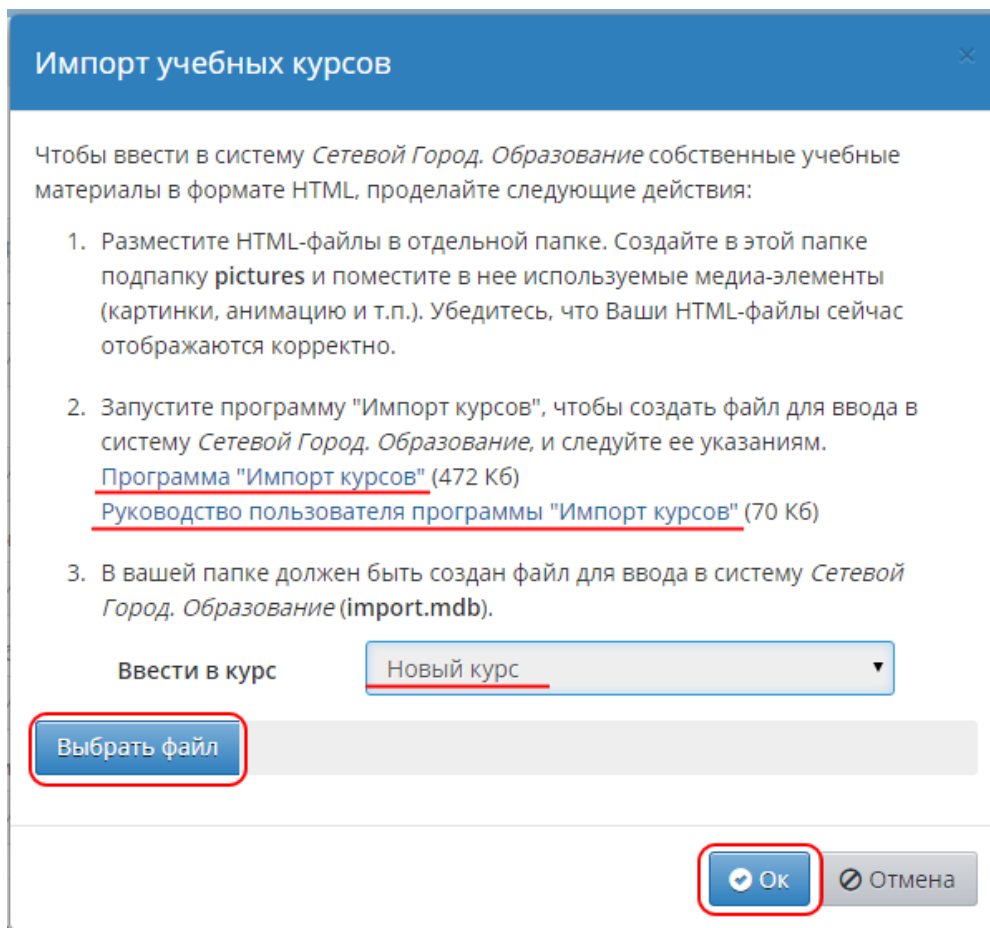 Импорт учебных курсов
Чтобы ввести в систему Сетевой Город. Образование собственные учебные
материалы в формате HTML, проделайте следующие действия:
1. Разместите HTML-файлы в отдельной папке. Создайте в этой папке
подпапку pictures и поместите в нее используемые медиа-элементы
(картинки, анимацию и т.п.). Убедитесь, что Ваши HTML-файлы сейчас
отображаются корректно.
2. Запустите программу "Импорт курсов", чтобы создать файл для ввода в
систему Сетевой Город. Образование, и следуйте ее указаниям.
Программа "Импорт курсов" (472 Кб)
Руководство пользователя программы "Импорт курсов" (70 Кб)
3. В вашей папке должен быть создан файл для ввода в систему Сетевой
Город. Образование (import.mdb).
Ввести в курс Новый курс
Выбрать файл
Ок Отмена